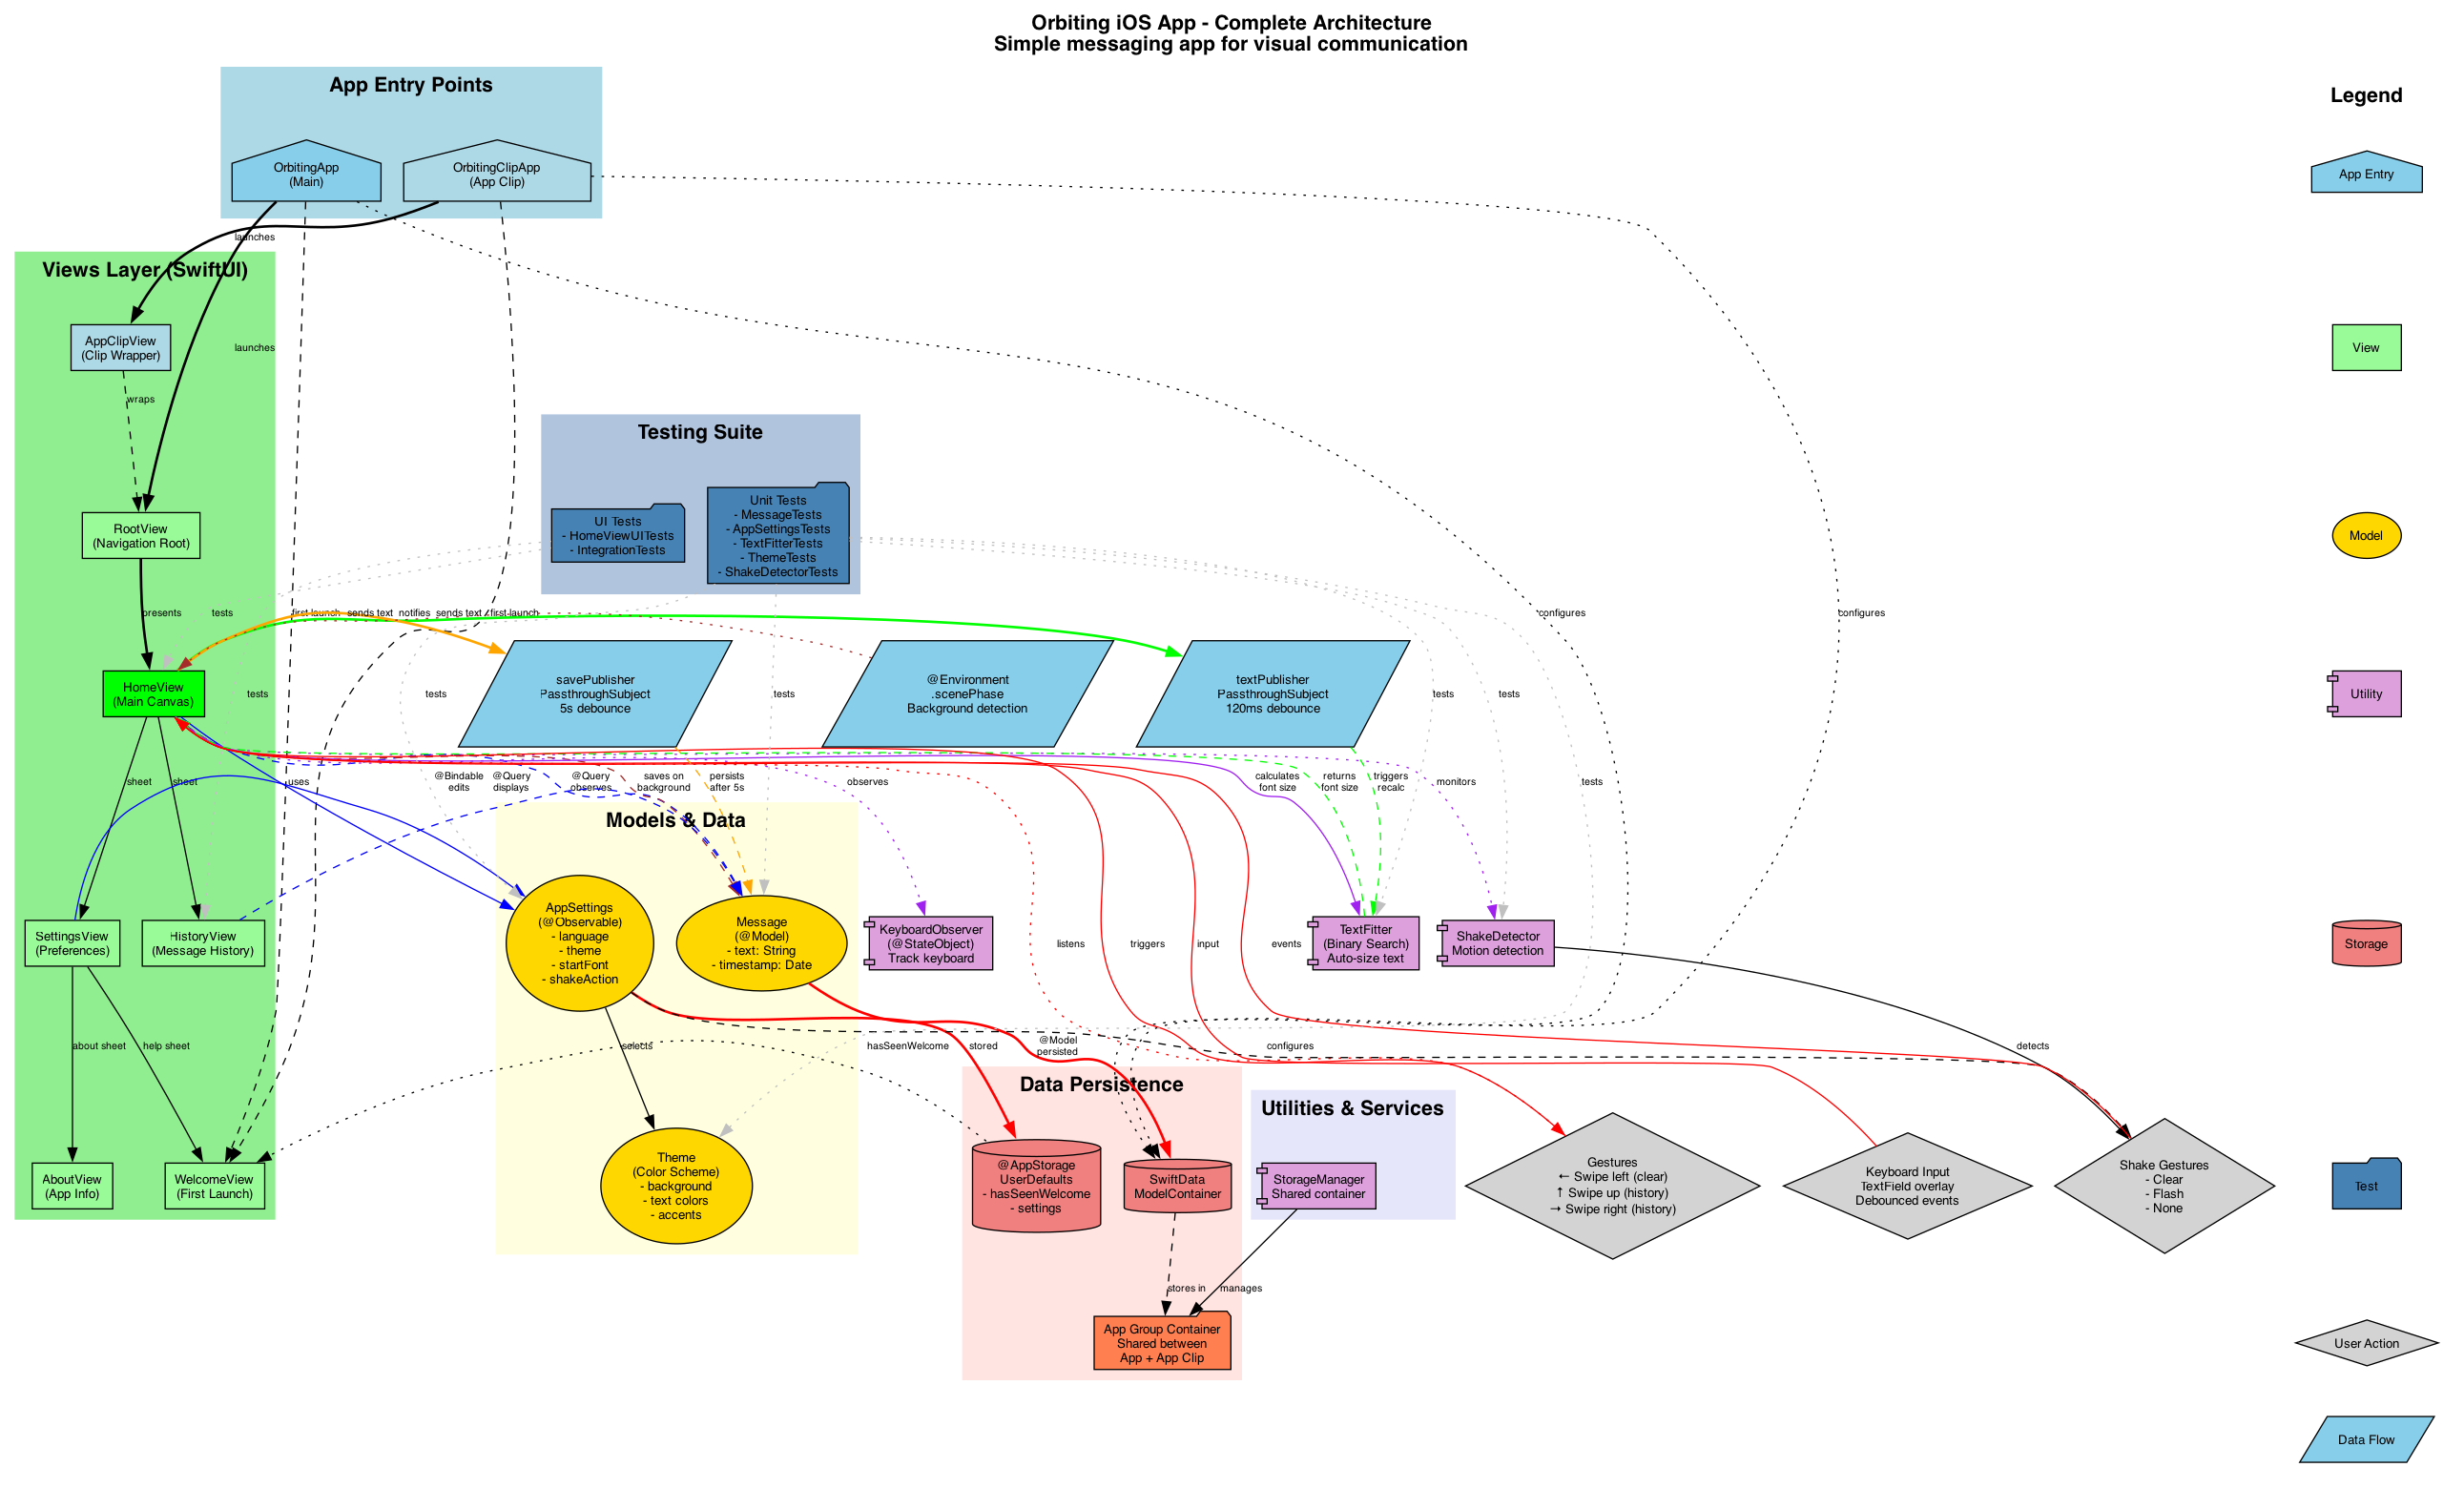 Orbiting iOS App - Complete Architecture
Simple messaging app for visual communication
App Entry Points
Legend
OrbitingApp
(Main)
OrbitingClipApp
(App Clip)
App Entry
launches
Views Layer (SwiftUI)
AppClipView
(Clip Wrapper)
launches
View
wraps
Testing Suite
RootView
(Navigation Root)
UI Tests
- HomeViewUITests
- IntegrationTests
Unit Tests
- MessageTests
- AppSettingsTests
- TextFitterTests
- ThemeTests
- ShakeDetectorTests
Model
presents
tests
first launch
sends text
notifies
sends text
first launch
configures
configures
HomeView
(Main Canvas)
tests
tests
savePublisher
PassthroughSubject
5s debounce
tests
@Environment
.scenePhase
Background detection
textPublisher
PassthroughSubject
120ms debounce
tests
tests
Utility
sheet
sheet
uses
@Bindable
edits
@Query
displays
@Query
observes
saves on
background
persists
after 5s
observes
calculates
font size
returns
font size
triggers
recalc
monitors
tests
Models & Data
SettingsView
(Preferences)
HistoryView
(Message History)
AppSettings
(@Observable)
- language
- theme
- startFont
- shakeAction
Message
(@Model)
- text: String
- timestamp: Date
KeyboardObserver
(@StateObject)
Track keyboard
listens
triggers
input
events
TextFitter
(Binary Search)
Auto-size text
ShakeDetector
Motion detection
Storage
about sheet
help sheet
selects
hasSeenWelcome
stored
@Model
persisted
configures
detects
Data Persistence
Utilities & Services
AboutView
(App Info)
WelcomeView
(First Launch)
Theme
(Color Scheme)
- background
- text colors
- accents
@AppStorage
UserDefaults
- hasSeenWelcome
- settings
SwiftData
ModelContainer
StorageManager
Shared container
Gestures
← Swipe left (clear)
↑ Swipe up (history)
→ Swipe right (history)
Keyboard Input
TextField overlay
Debounced events
Shake Gestures
- Clear
- Flash
- None
Test
stores in
manages
App Group Container
Shared between
App + App Clip
User Action
Data Flow